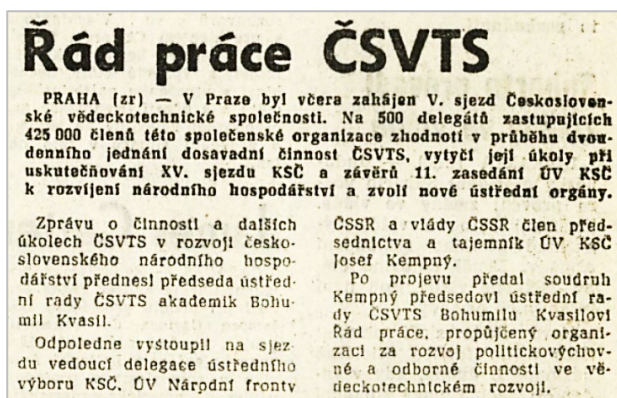 Řád práce ČSVTS
PRAHA (zr) — V Praze byl včera zahájen V. sjezd Českosloven-
ské vědeckotechnické společnosti. Na 500 delegátů zastupujících
425 000 členů této společenské organizace zhodnotí v průběhu dvou-
denního jednání dosavadní činnost ČSVTS, vytyčí její úkoly při
uskutečňování XV. sjezdu KSČ a závěrů 11. zasedání ÚV KSČ
k rozvíjení národního hospodářství a zvolí nové ústřední orgány.
Zprávu o činnosti a dalších
úkolech ČSVTS v rozvoji česko-
slovenského národního hospo-
dářství přednesl předseda ústřed-
ní rady ČSVTS akademik Bohu-
mil Kvasil.
Odpoledne vystoupil na sjez-
du vedoucí delegace ústředního
výboru KSČ, ÚV Národní fronty
ČSSR a vlády ČSSR člen před-
sednictva a tajemník ÚV KSČ
Josef Kempný.
Po projevu předal soudruh
Kempný předsedovi ústřední ra-
dy ČSVTS Bohumilu Kvasilovi
Řád práce, propůjčený organi-
zaci za rozvoj politickovýchov-
né a odborné činnosti ve vě-
deckotechnickém rozvoji.